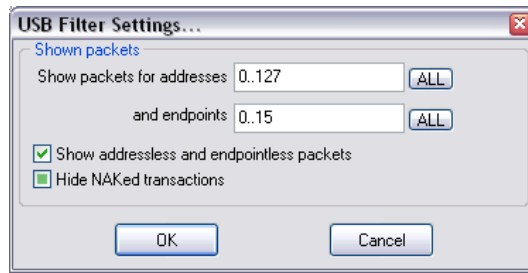 USB Filter Settings...
Shown packets
Show packets for addresses 0..127 ALL
and endpoints 0..15 ALL
Show addressless and endpointless packets
Hide NAKed transactions
OK Cancel